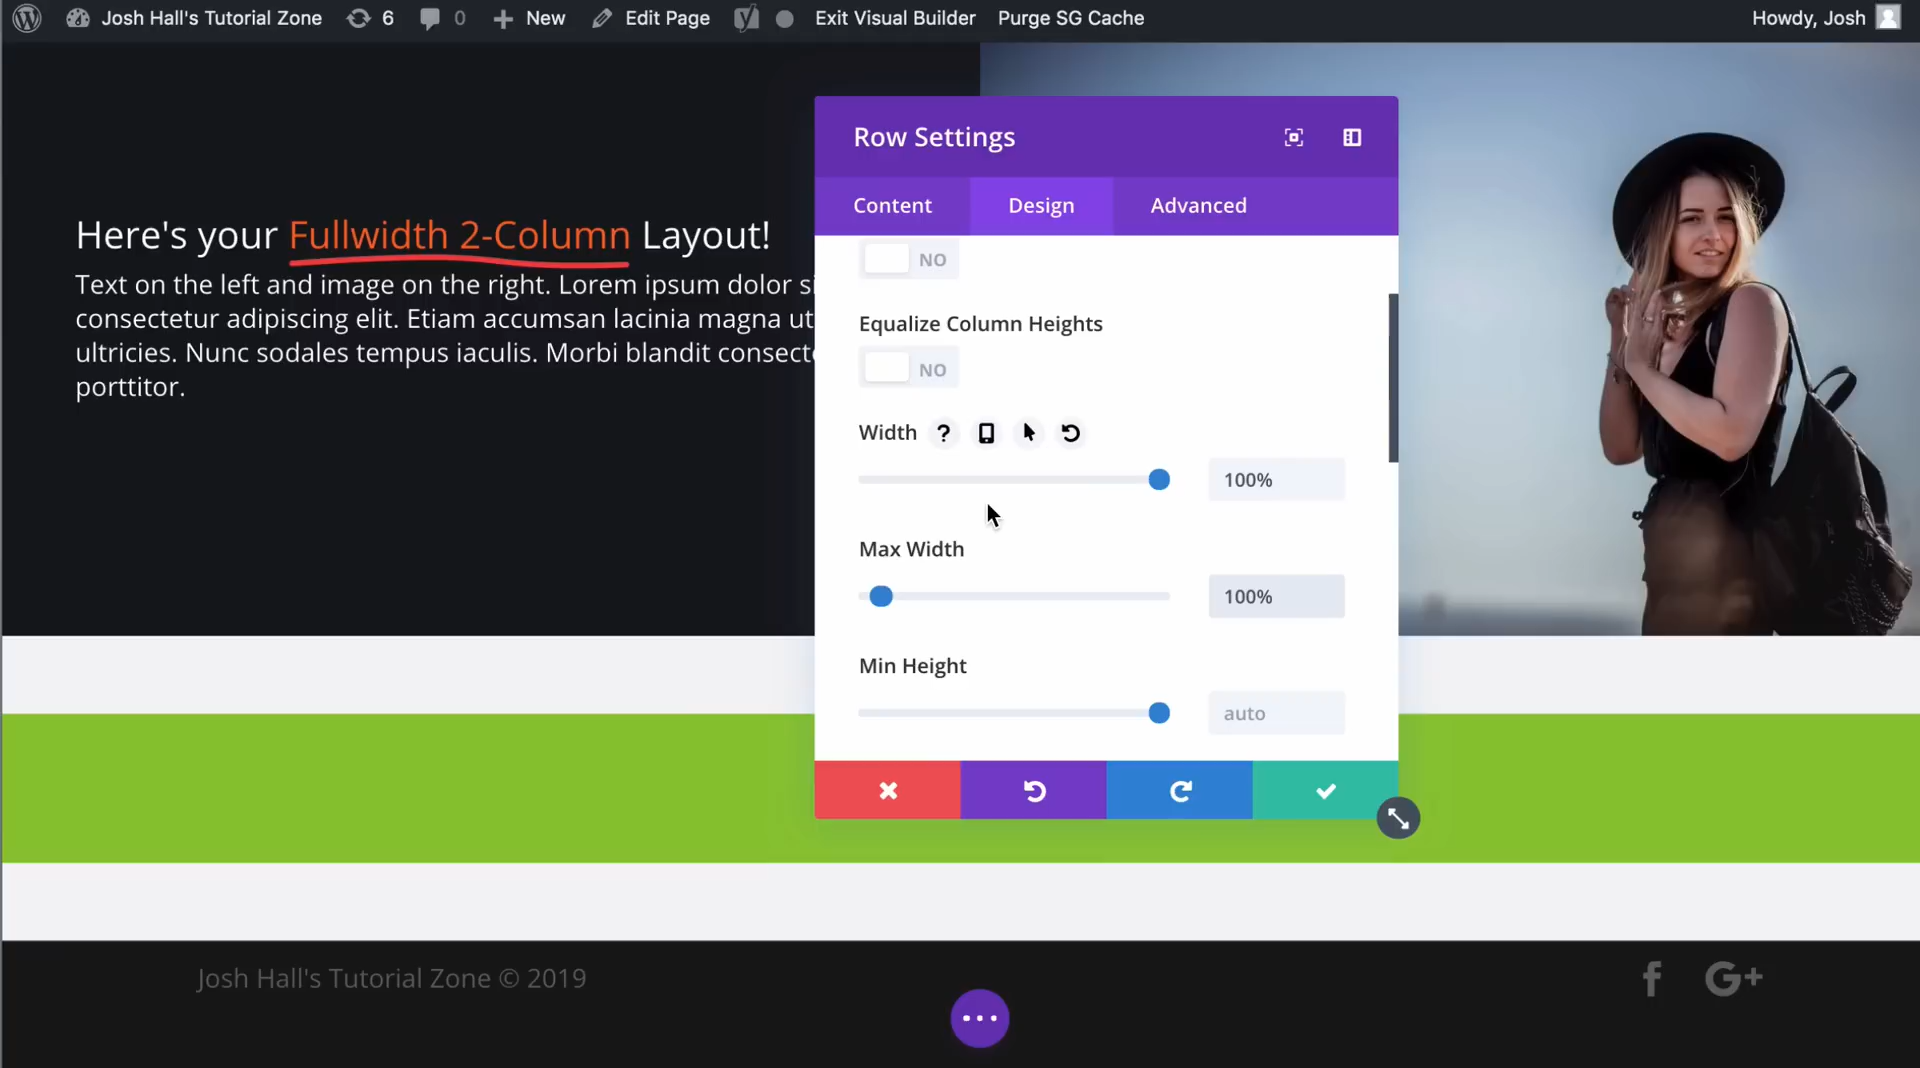 Josh Hall's Tutorial Zone 6 0 New Edit Page Exit Visual Builder Purge SG Cache Howdy, Josh
Here's your Fullwidth 2-Column Layout!
Text on the left and image on the right. Lorem ipsum dolor
consectetur adipiscing elit. Etiam accumsan lacinia magna ut
ultricies. Nunc sodales tempus iaculis. Morbi blandit
porttitor.
Row Settings
Content Design Advanced
NO
Equalize Column Heights
NO
Width ?
100%
Max Width
100%
Min Height
auto
Josh Hall's Tutorial Zone © 2019
f G+